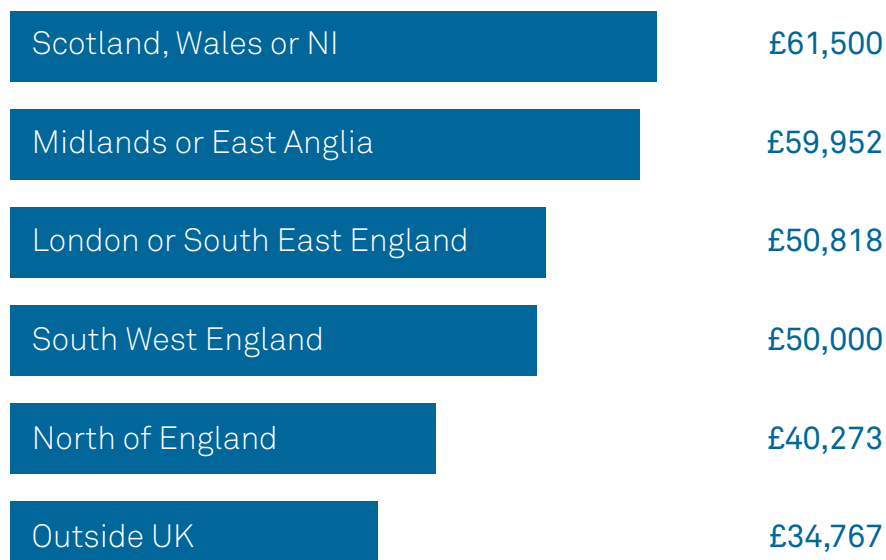 Scotland, Wales or NI £61,500
Midlands or East Anglia £59,952
London or South East England £50,818
South West England £50,000
North of England £40,273
Outside UK £34,767